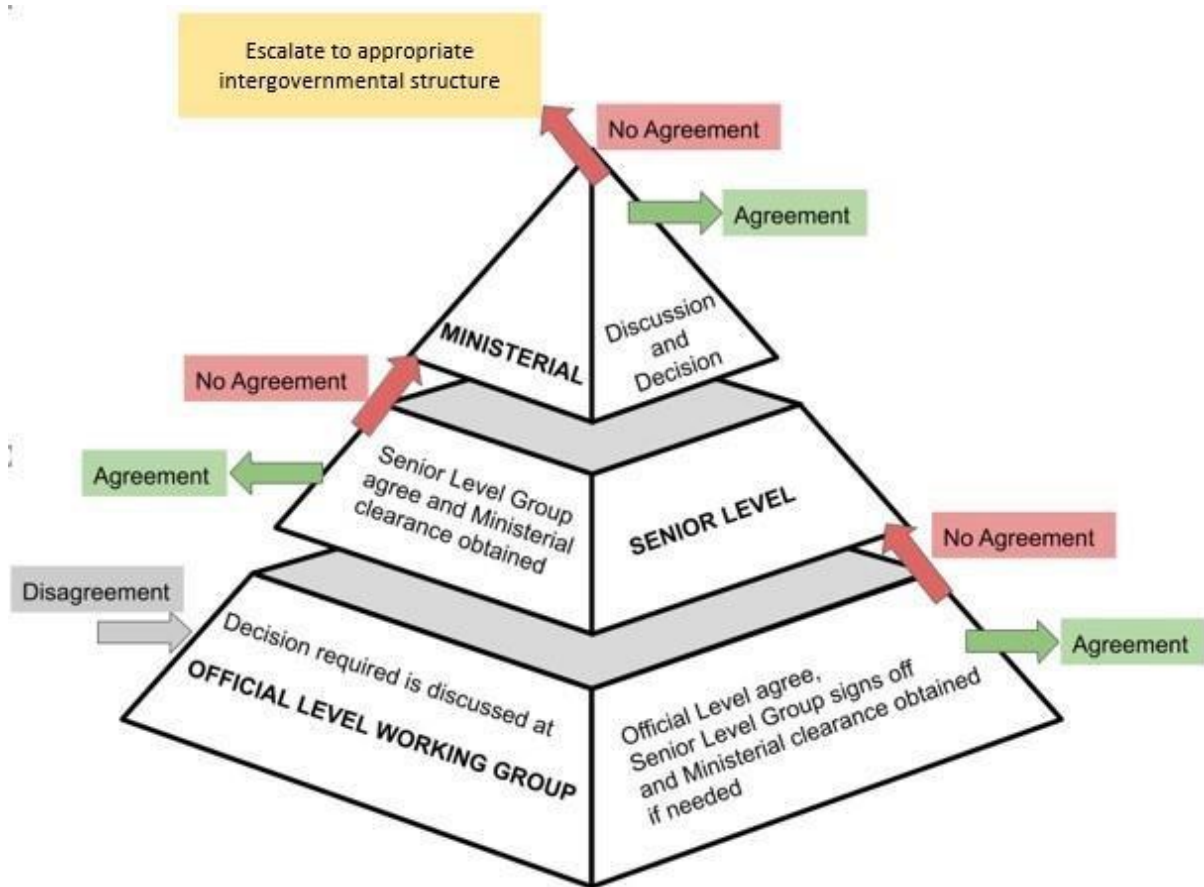 Escalate to appropriate
intergovernmental structure
No Agreement
Agreement
MINISTERIAL
Discussion
and
Decision
No Agreement
Agreement
Senior Level Group
agree and Ministerial
clearance obtained
SENIOR LEVEL
No Agreement
Disagreement
Decision required is discussed at
OFFICIAL LEVEL WORKING GROUP
Official Level agree,
Senior Level Group signs off
and Ministerial clearance obtained
if needed
Agreement